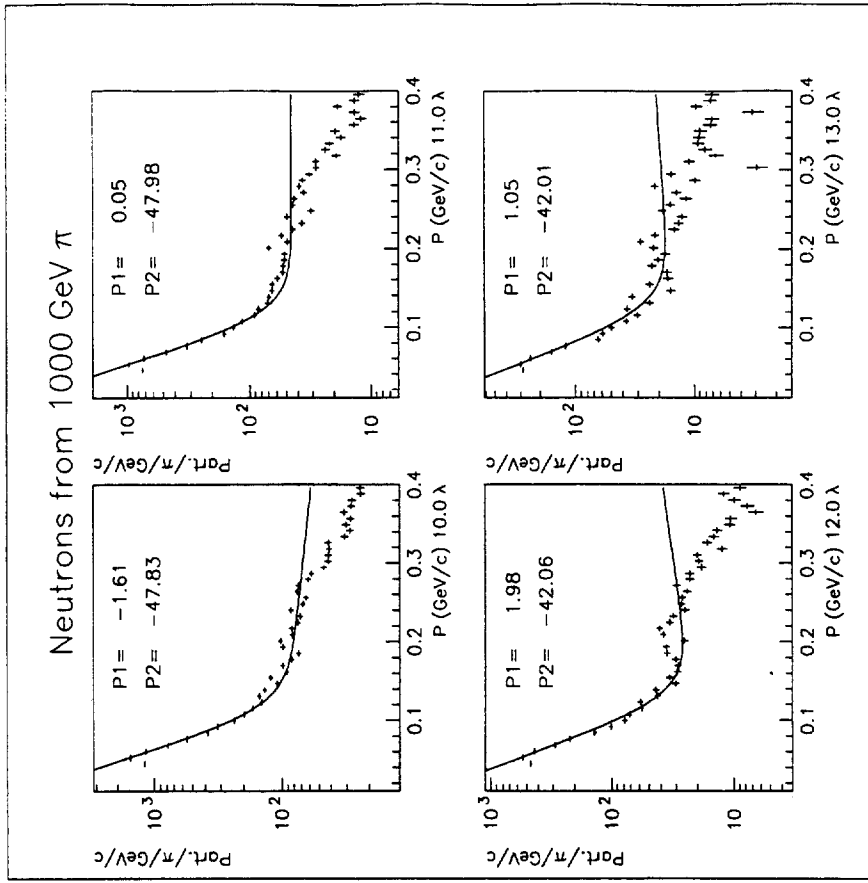 Neutrons from 1000 GeV π
P1= −1.61
P2= −47.83
Part./π/GeV/c
10³
10²
0.1
0.2
0.3
0.4
P (GeV/c) 10.0 λ
P1= 0.05
P2= −47.98
Part./π/GeV/c
10³
10²
10
0.1
0.2
0.3
0.4
P (GeV/c) 11.0 λ
P1= 1.98
P2= −42.06
Part./π/GeV/c
10³
10²
10
0.1
0.2
0.3
0.4
P (GeV/c) 12.0 λ
P1= 1.05
P2= −42.01
Part./π/GeV/c
10²
10
0.1
0.2
0.3
0.4
P (GeV/c) 13.0 λ